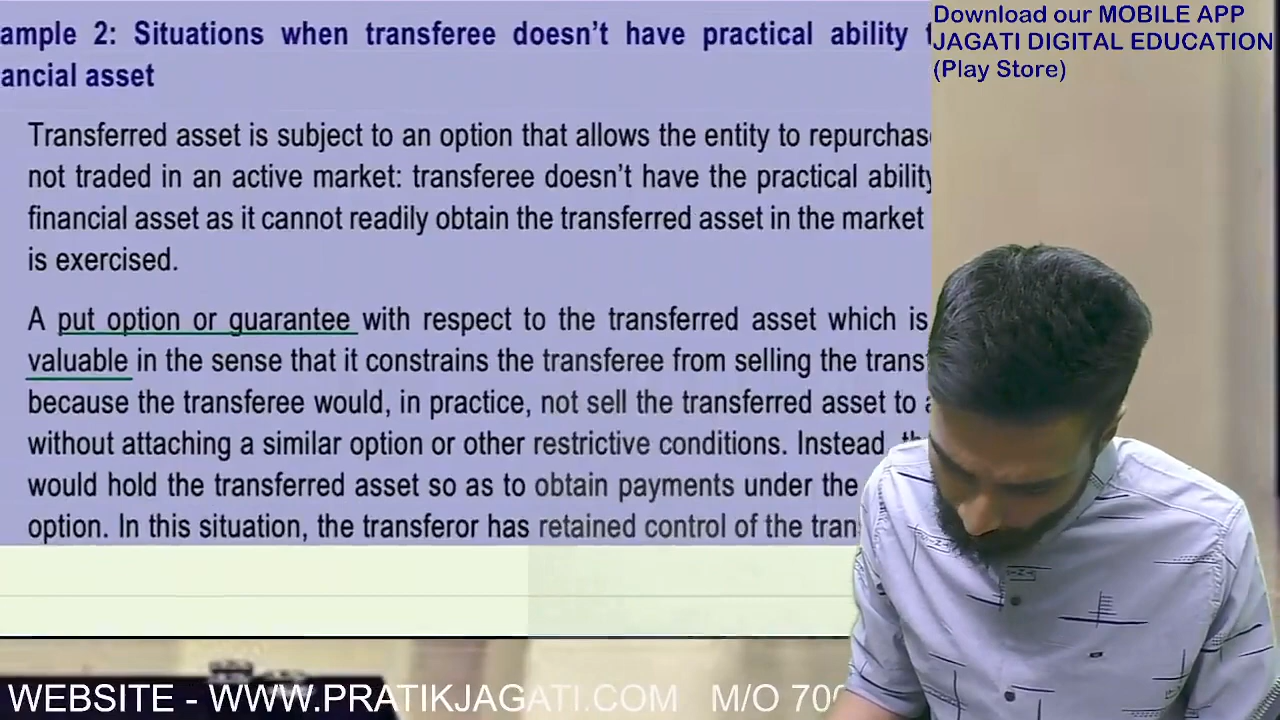 ample 2: Situations when transferee doesn't have practical ability
ancial asset
Transferred asset is subject to an option that allows the entity to repurchase
not traded in an active market: transferee doesn't have the practical ability
financial asset as it cannot readily obtain the transferred asset in the market
is exercised.
A put option or guarantee with respect to the transferred asset which is
valuable in the sense that it constrains the transferee from selling the trans
because the transferee would, in practice, not sell the transferred asset to a
without attaching a similar option or other restrictive conditions. Instead, th
would hold the transferred asset so as to obtain payments under the
option. In this situation, the transferor has retained control of the tran
Download our MOBILE APP
JAGATI DIGITAL EDUCATION
(Play Store)
WEBSITE - WWW.PRATIKJAGATI.COM M/O 700